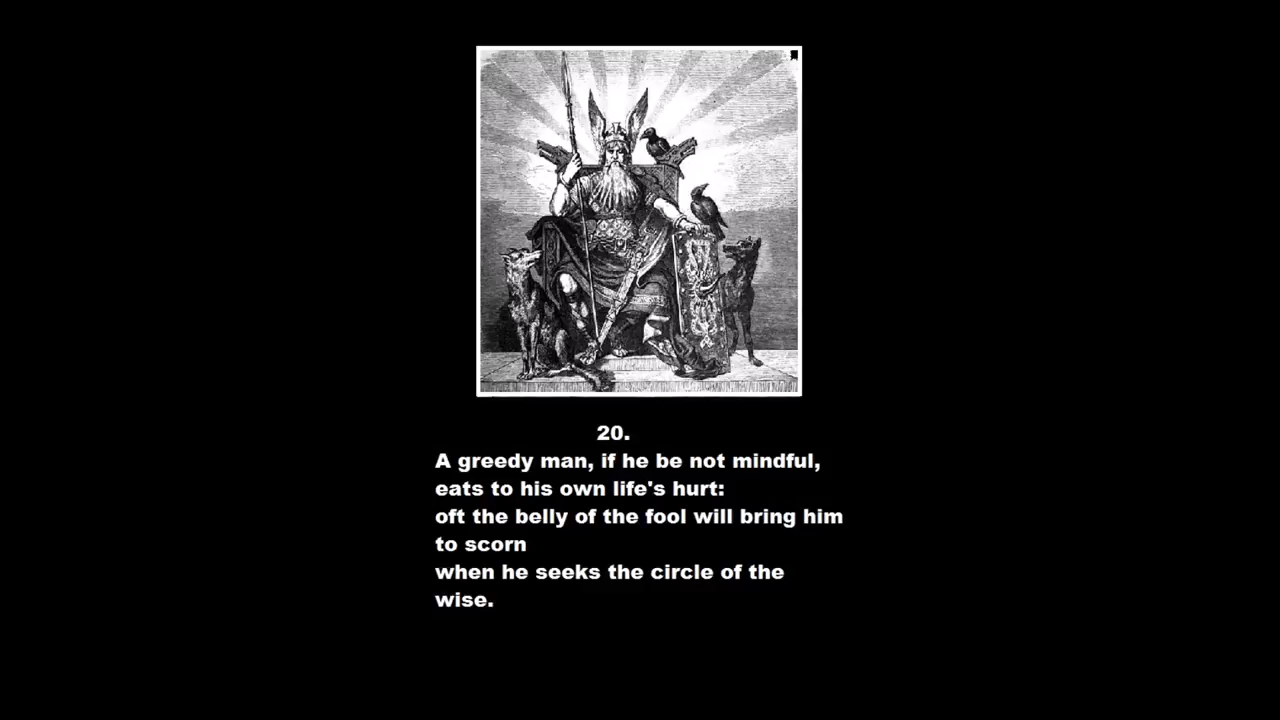 20.
A greedy man, if he be not mindful,
eats to his own life's hurt:
oft the belly of the fool will bring him
to scorn
when he seeks the circle of the
wise.